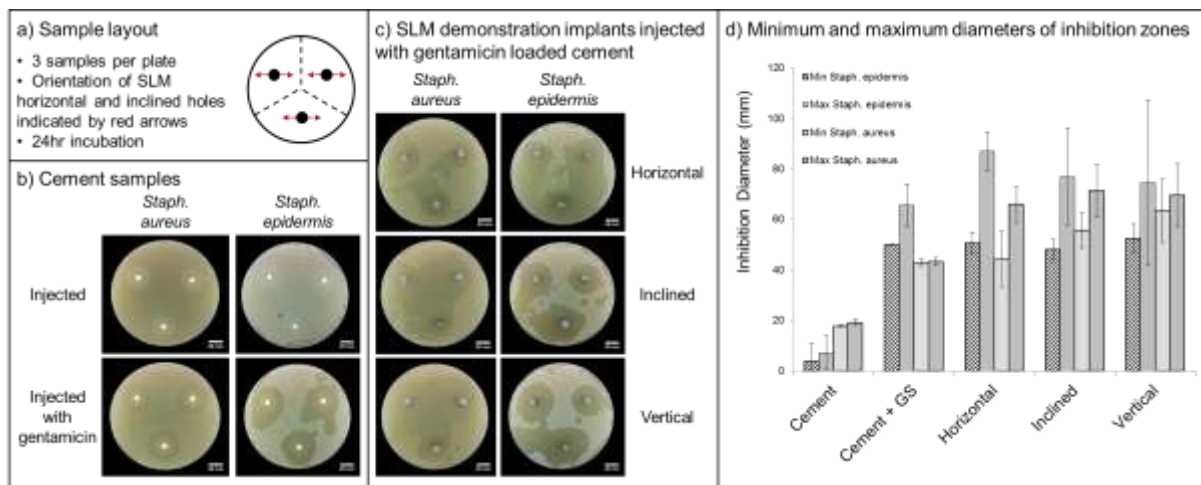 a) Sample layout
• 3 samples per plate
• Orientation of SLM
horizontal and inclined holes
indicated by red arrows
• 24hr incubation
b) Cement samples
Staph.
aureus
Staph.
epidermis
Injected
Injected
with
gentamicin
c) SLM demonstration implants injected
with gentamicin loaded cement
Staph.
aureus
Staph.
epidermis
Horizontal
Inclined
Vertical
d) Minimum and maximum diameters of inhibition zones
Inhibition Diameter (mm)
120
100
80
60
40
20
0
Min Staph. epidermis
Max Staph. epidermis
Min Staph. aureus
Max Staph. aureus
Cement
Cement + GS
Horizontal
Inclined
Vertical